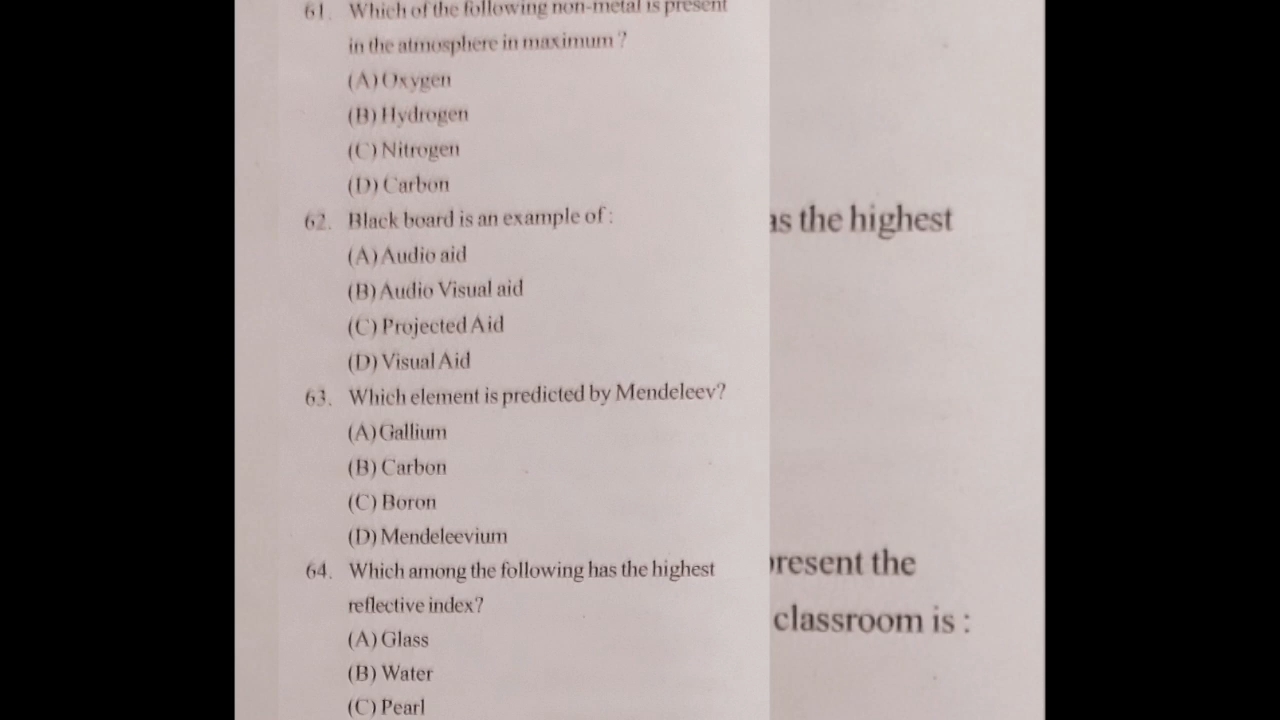 61. Which of the following non-metal is present
in the atmosphere in maximum ?
(A) Oxygen
(B) Hydrogen
(C) Nitrogen
(D) Carbon
62. Black board is an example of :
(A) Audio aid
(B) Audio Visual aid
(C) Projected Aid
(D) Visual Aid
63. Which element is predicted by Mendeleev?
(A) Gallium
(B) Carbon
(C) Boron
(D) Mendeleevium
64. Which among the following has the highest
reflective index?
(A) Glass
(B) Water
(C) Pearl
as the highest
present the
classroom is :